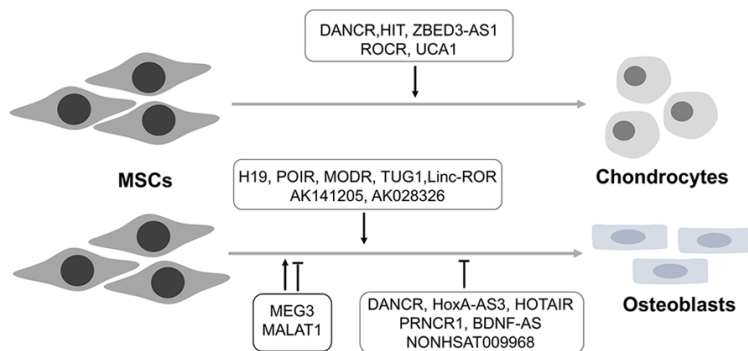 DANCR,HIT, ZBED3-AS1
ROCR, UCA1
MSCs
Chondrocytes
H19, POIR, MODR, TUG1,Linc-ROR
AK141205, AK028326
MEG3
MALAT1
DANCR, HoxA-AS3, HOTAIR
PRNCR1, BDNF-AS
NONHSAT009968
Osteoblasts